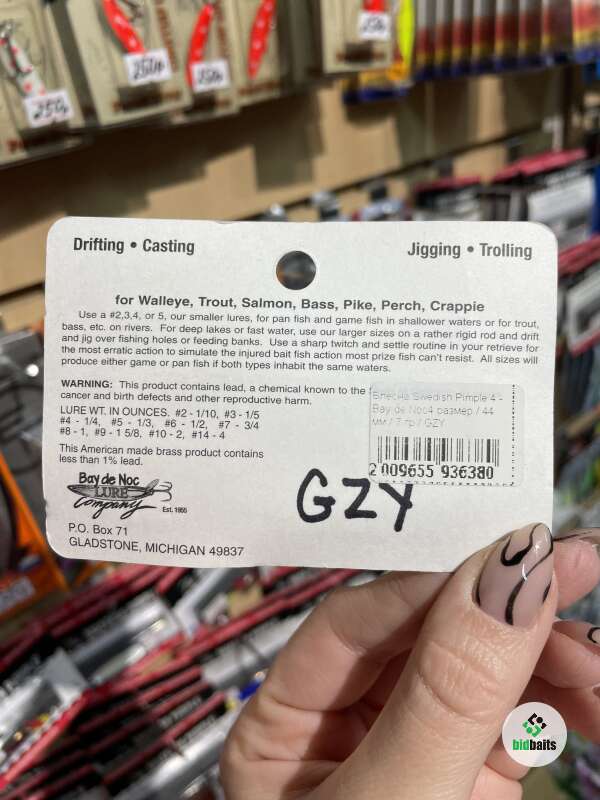 250p
250p
350
250
Drifting • Casting
Jigging • Trolling
for Walleye, Trout, Salmon, Bass, Pike, Perch, Crappie
Use a #2,3,4, or 5, our smaller lures, for pan fish and game fish in shallower waters or for trout,
bass, etc. on rivers. For deep lakes or fast water, use our larger sizes on a rather rigid rod and drift
and jig over fishing holes or feeding banks. Use a sharp twitch and settle routine in your retrieve for
the most erratic action to simulate the injured bait fish action most prize fish can't resist. All sizes will
produce either game or pan fish if both types inhabit the same waters.
WARNING: This product contains lead, a chemical known to the
cancer and birth defects and other reproductive harm.
LURE WT. IN OUNCES. #2 - 1/10, #3 - 1/5
#4 - 1/4, #5 - 1/3, #6 - 1/2, #7 - 3/4
#8 - 1, #9 - 1 5/8, #10 - 2, #14 - 4
This American made brass product contains
less than 1% lead.
Блесна Swedish Pimple 4 -
Bay de Noc4 размер / 44
мм / 7 гр / GZY
2 009655 936380
Bay de Noc
LURE
Company
Est. 1955
GZY
P.O. Box 71
GLADSTONE, MICHIGAN 49837
bidbaits